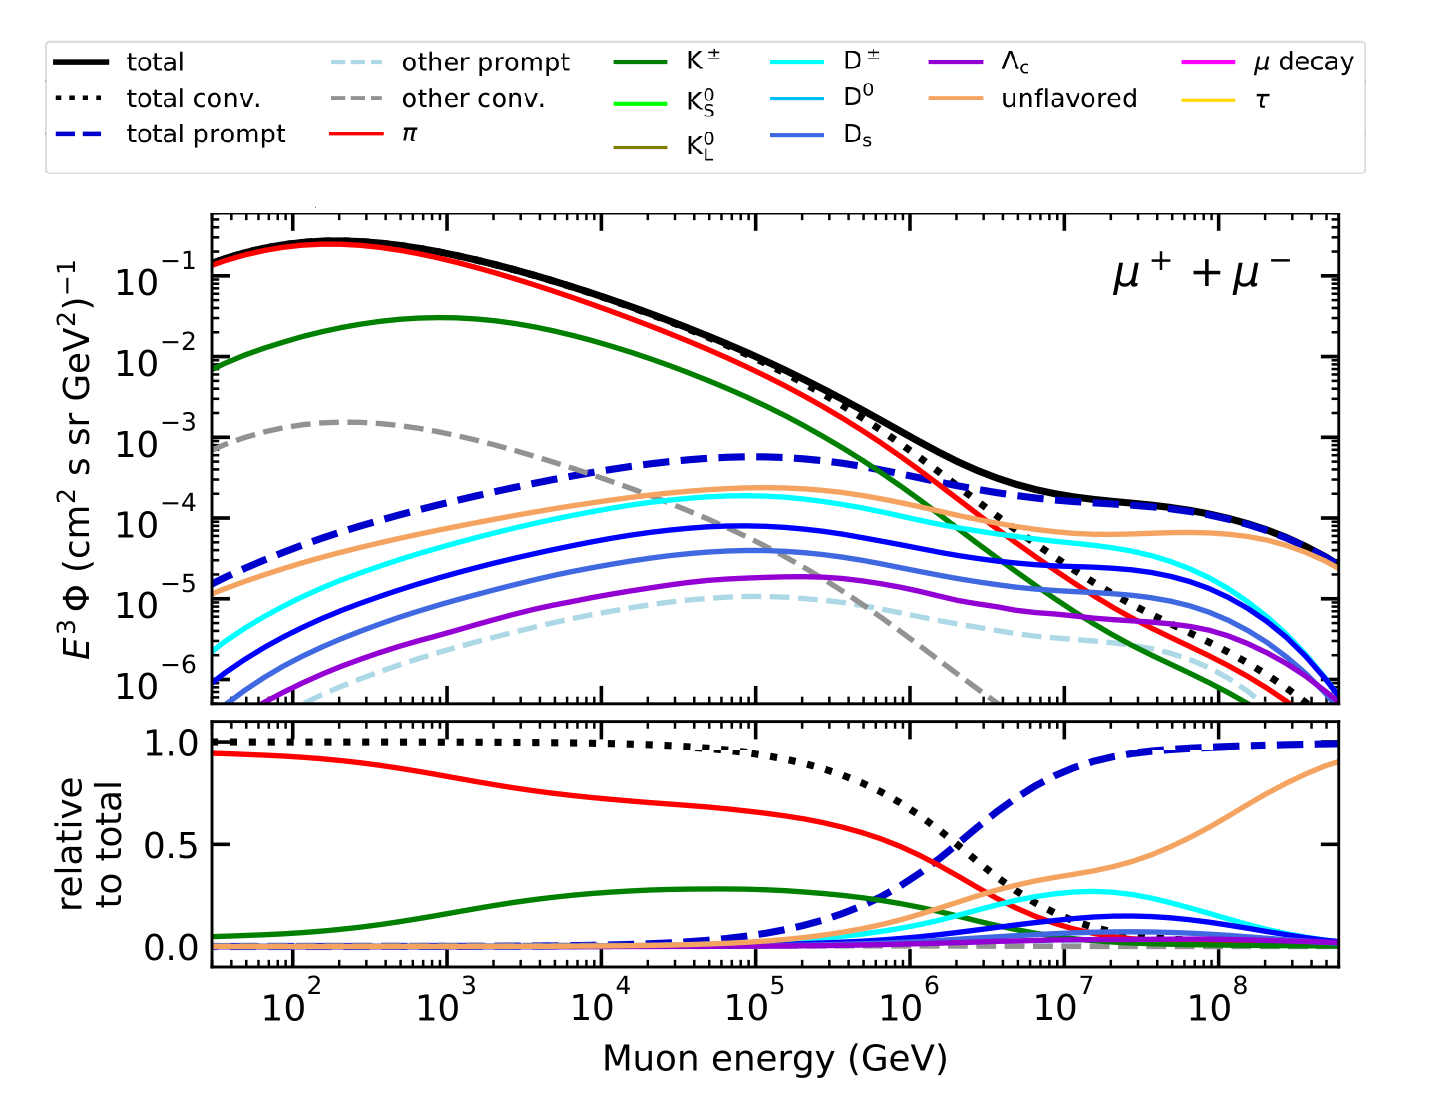 total other prompt K± D± Λc μ decay
total conv. other conv. K⁰S D⁰ unflavored τ
total prompt π K⁰L Ds
μ⁺ + μ⁻
E³ Φ (cm² s sr GeV²)⁻¹
10⁻¹
10⁻²
10⁻³
10⁻⁴
10⁻⁵
10⁻⁶
relative
to total
1.0
0.5
0.0
10² 10³ 10⁴ 10⁵ 10⁶ 10⁷ 10⁸
Muon energy (GeV)